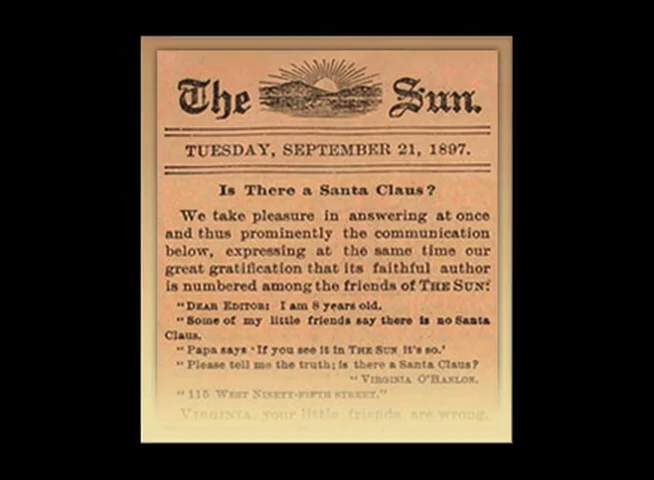 The Sun.
TUESDAY, SEPTEMBER 21, 1897.
Is There a Santa Claus?
We take pleasure in answering at once
and thus prominently the communication
below, expressing at the same time our
great gratification that its faithful author
is numbered among the friends of THE SUN:
"DEAR EDITOR: I am 8 years old.
"Some of my little friends say there is no Santa
Claus.
"Papa says 'If you see it in THE SUN it's so.'
"Please tell me the truth; is there a Santa Claus?
"VIRGINIA O'HANLON.
"115 WEST NINETY-FIFTH STREET."
VIRGINIA, your little friends are wrong.